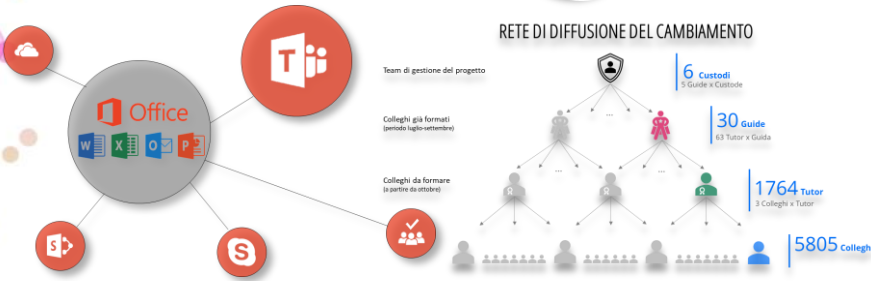 Office
W
X
O
P
T
S
S
RETE DI DIFFUSIONE DEL CAMBIAMENTO
Team di gestione del progetto
6 Custodi
5 Guide x Custode
Colleghi già formati
(periodo luglio-settembre)
...
30 Guide
63 Tutor x Guida
Colleghi da formare
(a partire da ottobre)
...
...
1764 Tutor
3 Colleghi x Tutor
5805 Collegh